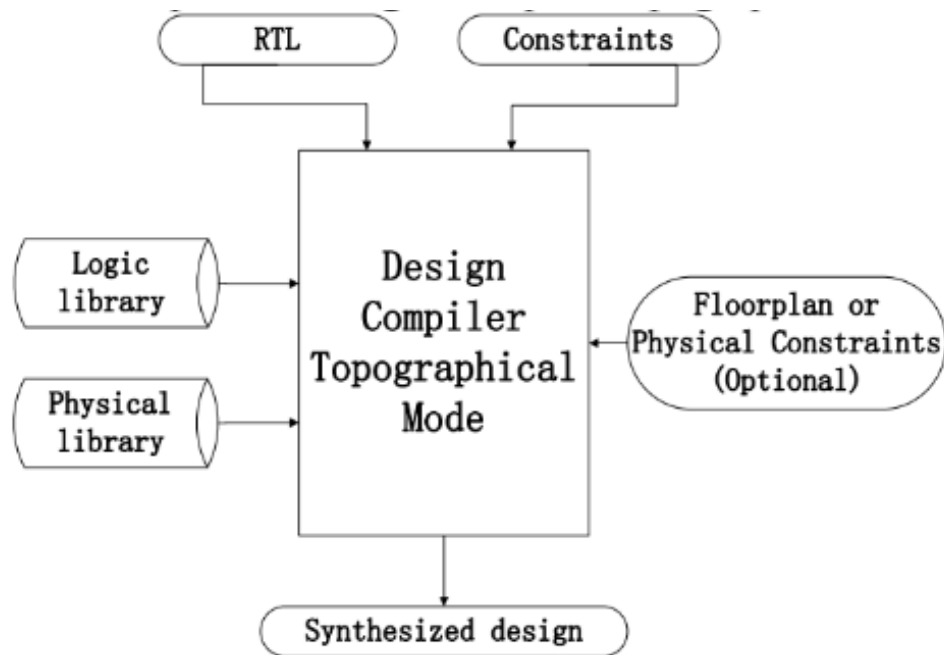 RTL
Constraints
Logic
library
Physical
library
Design
Compiler
Topographical
Mode
Floorplan or
Physical Constraints
(Optional)
Synthesized design